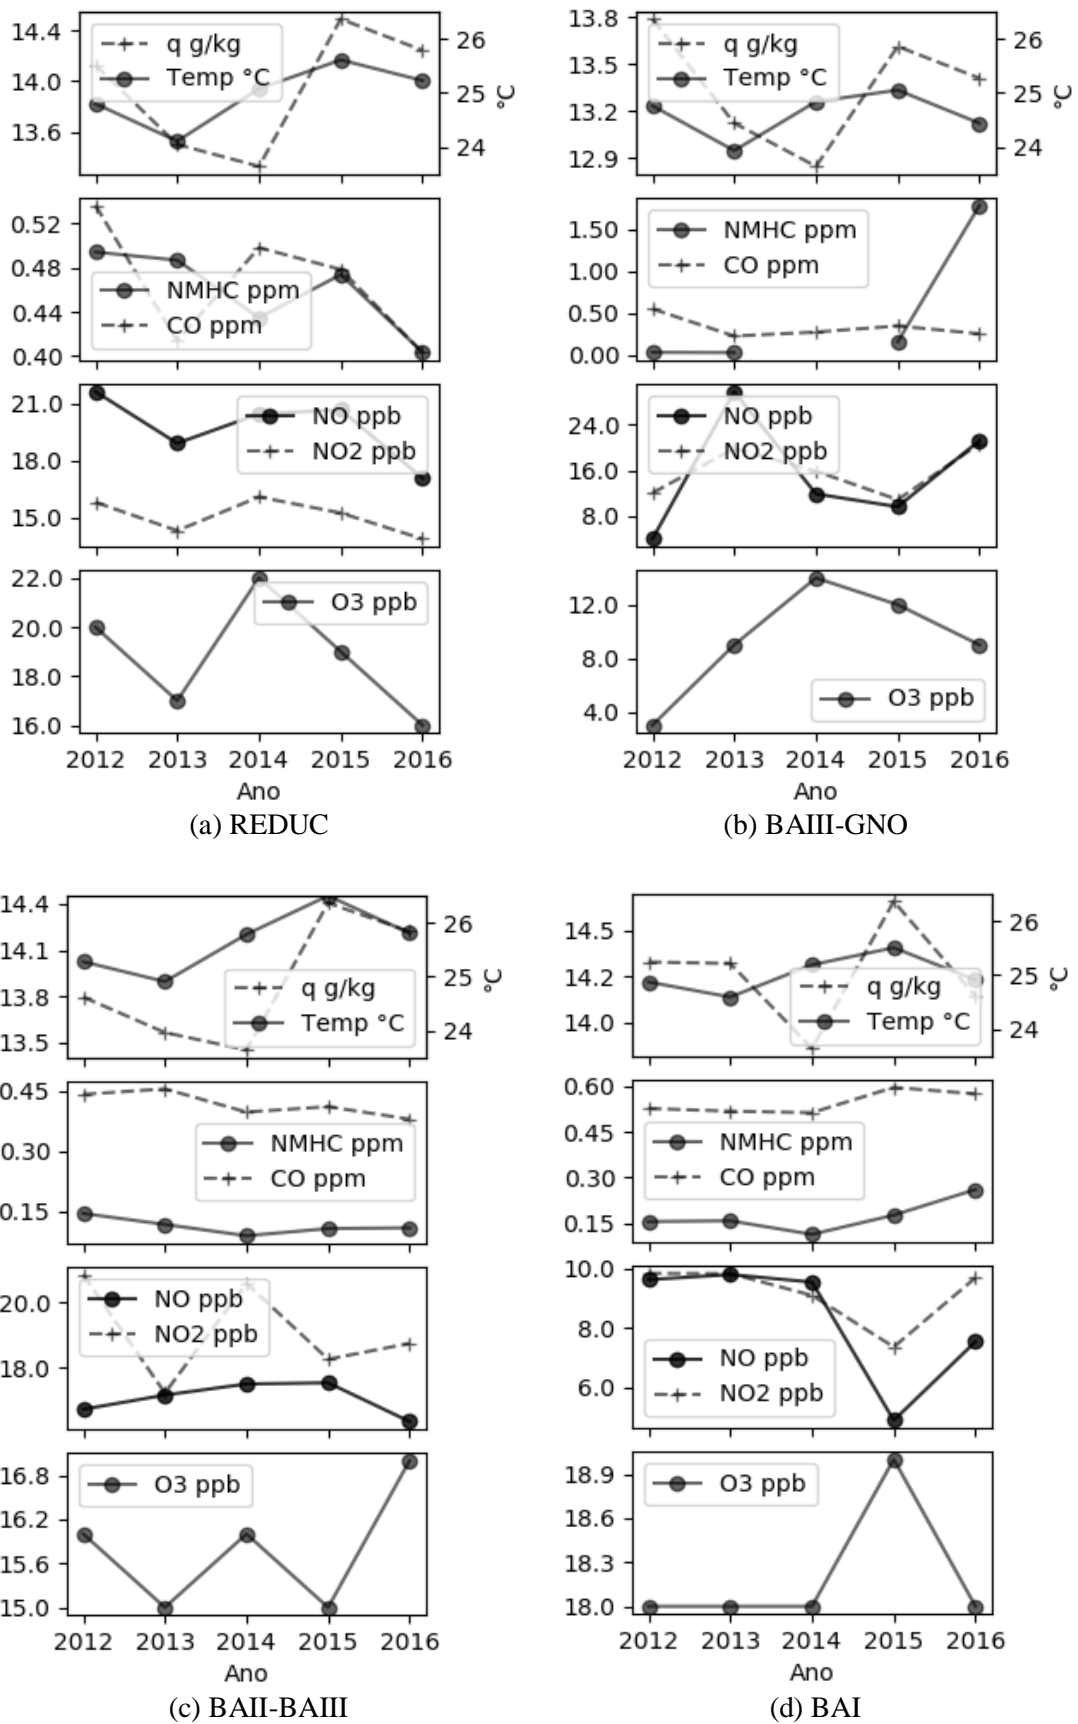 14.4
14.0
13.6
q g/kg
Temp °C
26
25
24
°C
0.52
0.48
0.44
0.40
NMHC ppm
CO ppm
21.0
18.0
15.0
NO ppb
NO2 ppb
22.0
20.0
18.0
16.0
O3 ppb
2012 2013 2014 2015 2016
Ano
(a) REDUC
13.8
13.5
13.2
12.9
q g/kg
Temp °C
26
25
24
°C
1.50
1.00
0.50
0.00
NMHC ppm
CO ppm
24.0
16.0
8.0
NO ppb
NO2 ppb
12.0
8.0
4.0
O3 ppb
2012 2013 2014 2015 2016
Ano
(b) BAIII-GNO
14.4
14.1
13.8
13.5
q g/kg
Temp °C
26
25
24
°C
0.45
0.30
0.15
NMHC ppm
CO ppm
20.0
18.0
NO ppb
NO2 ppb
16.8
16.2
15.6
15.0
O3 ppb
2012 2013 2014 2015 2016
Ano
(c) BAII-BAIII
14.5
14.2
14.0
q g/kg
Temp °C
26
25
24
°C
0.60
0.45
0.30
0.15
NMHC ppm
CO ppm
10.0
8.0
6.0
NO ppb
NO2 ppb
18.9
18.6
18.3
18.0
O3 ppb
2012 2013 2014 2015 2016
Ano
(d) BAI